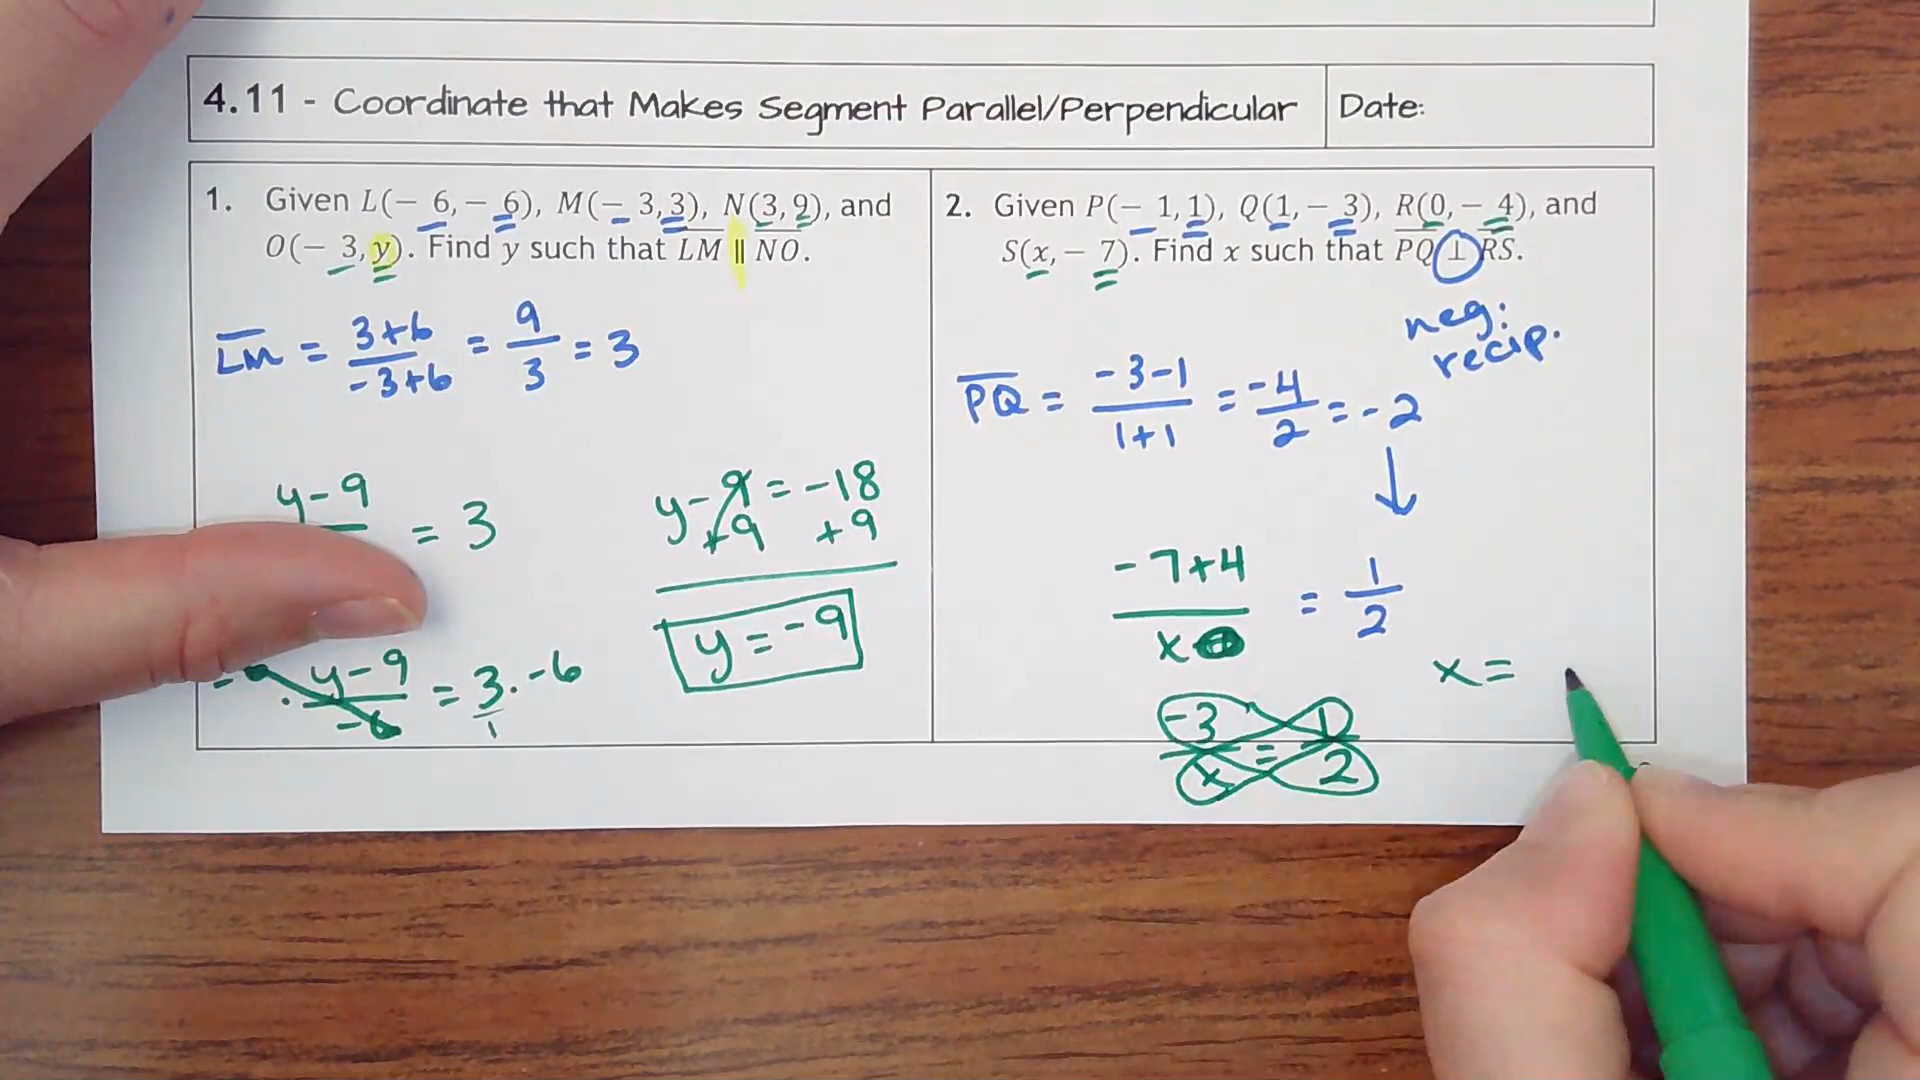 4.11 - Coordinate that Makes Segment Parallel/Perpendicular
Date:
1. Given L(− 6,− 6), M(− 3,3), N(3,9), and
O(− 3,y). Find y such that LM ∥ NO.
LM = 3+6 / -3+6 = 9/3 = 3
y-9 = 3
y-9 / -6 = 3/1 · -6
y-9 = -18
+9 +9
y = -9
2. Given P(− 1,1), Q(1,− 3), R(0,− 4), and
S(x,− 7). Find x such that PQ ⊥ RS.
neg.
recip.
PQ = -3-1 / 1+1 = -4/2 = -2
↓
-7+4 / x = 1/2
-3/x = 1/2
x =